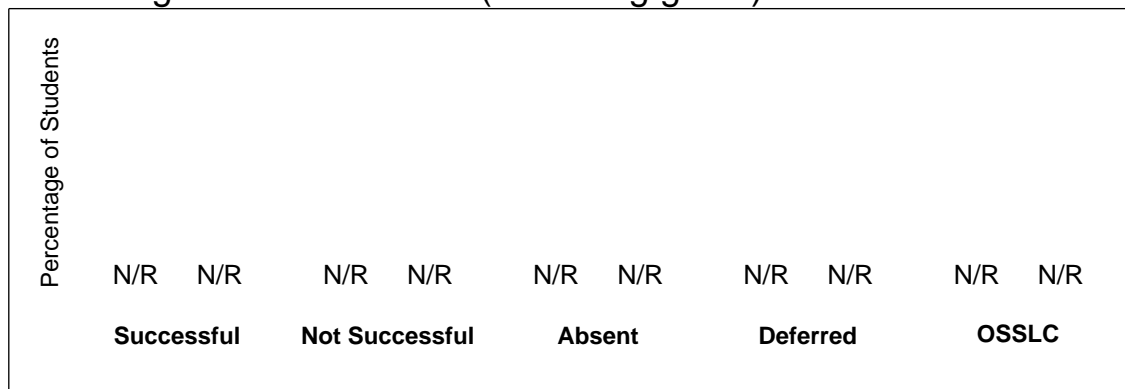 Percentage of Students
N/R N/R N/R N/R N/R N/R N/R N/R N/R N/R
Successful Not Successful Absent Deferred OSSLC